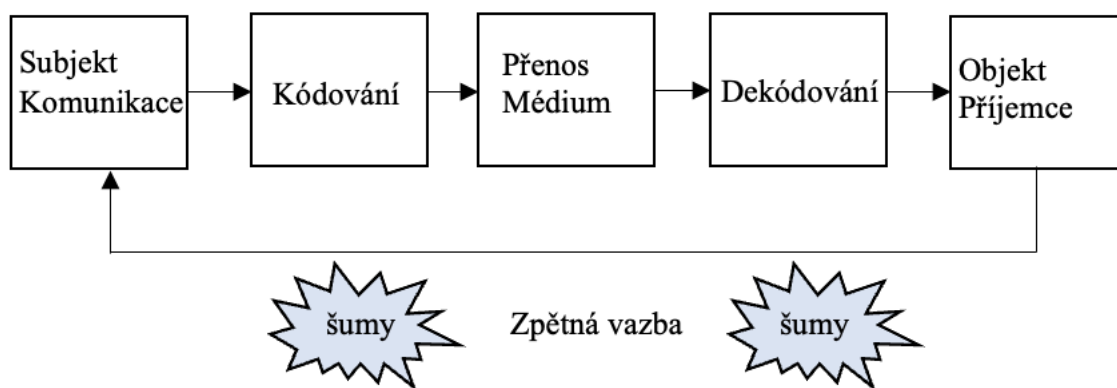 Subjekt
Komunikace
Kódování
Přenos
Médium
Dekódování
Objekt
Příjemce
šumy
Zpětná vazba
šumy